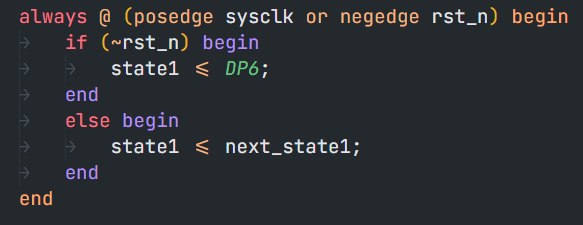 always @ (posedge sysclk or negedge rst_n) begin
if (~rst_n) begin
state1 <= DP6;
end
else begin
state1 <= next_state1;
end
end